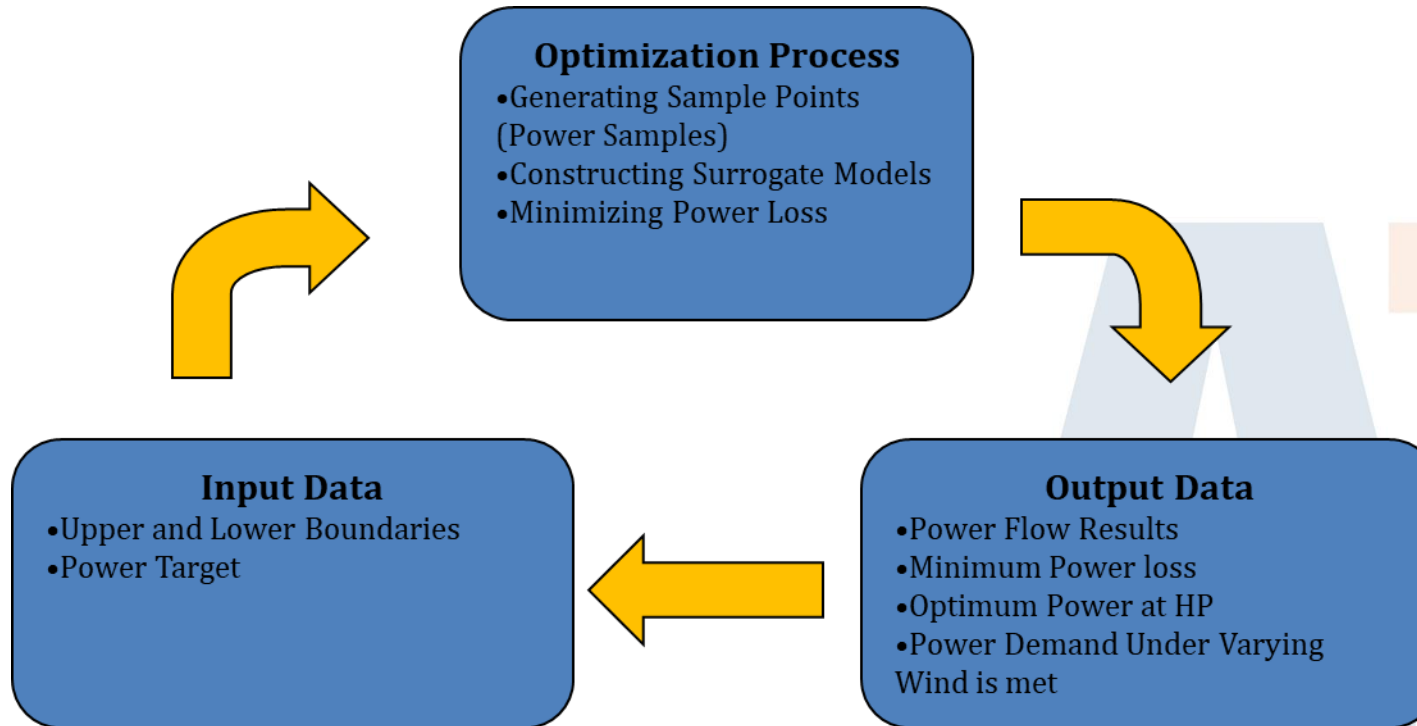 Optimization Process
•Generating Sample Points
(Power Samples)
•Constructing Surrogate Models
•Minimizing Power Loss
Input Data
•Upper and Lower Boundaries
•Power Target
Output Data
•Power Flow Results
•Minimum Power loss
•Optimum Power at HP
•Power Demand Under Varying
Wind is met